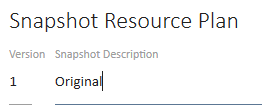 Snapshot Resource Plan
Version Snapshot Description
1 Original